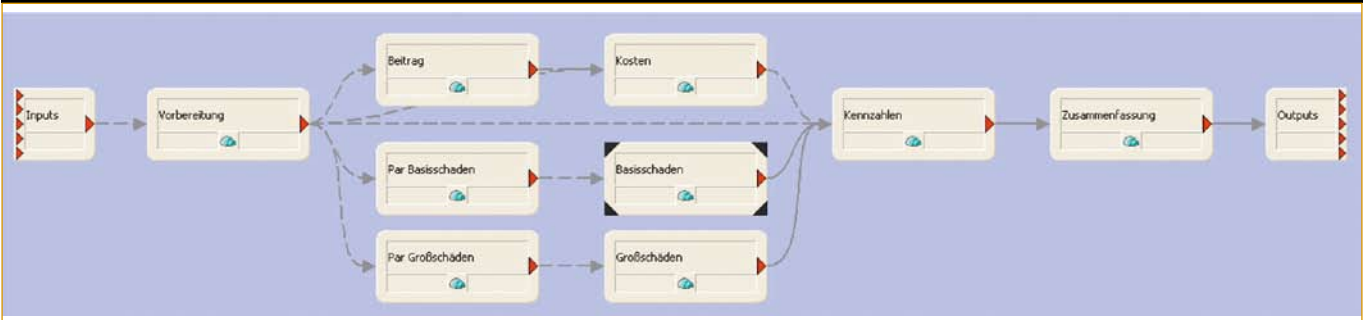 Inputs
Vorbereitung
Beitrag
Kosten
Par Basisschaden
Basisschaden
Par Großschäden
Großschäden
Kennzahlen
Zusammenfassung
Outputs